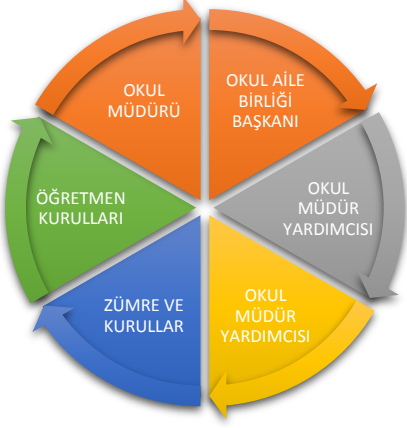 OKUL
MÜDÜRÜ
OKUL AİLE
BİRLİĞİ
BAŞKANI
OKUL
MÜDÜR
YARDIMCISI
OKUL
MÜDÜR
YARDIMCISI
ZÜMRE VE
KURULLAR
ÖĞRETMEN
KURULLARI